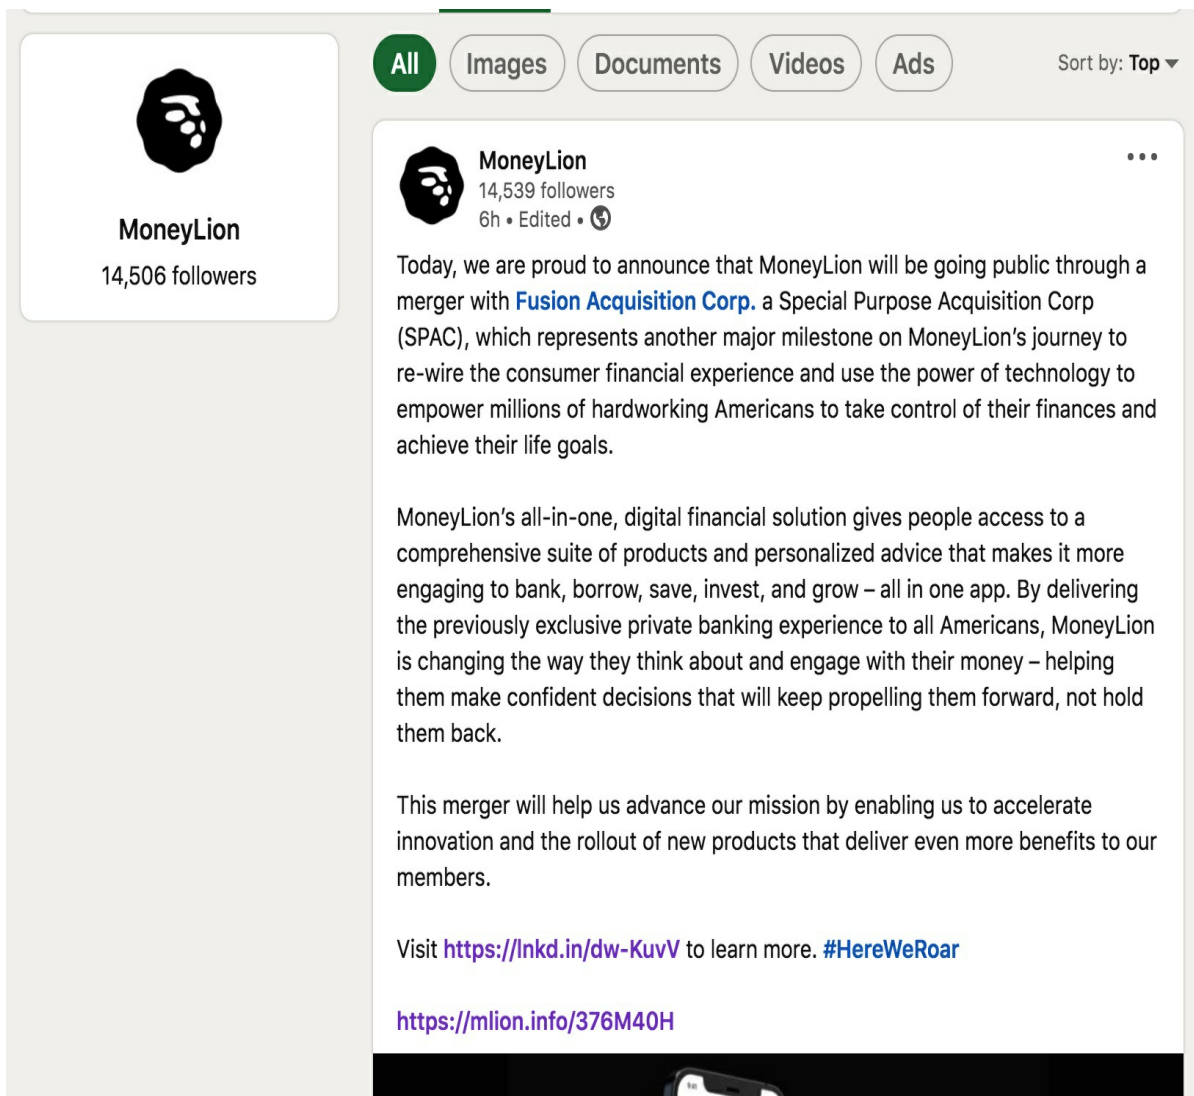 MoneyLion
14,506 followers
All
Images
Documents
Videos
Ads
Sort by: Top
MoneyLion
14,539 followers
6h • Edited •
Today, we are proud to announce that MoneyLion will be going public through a
merger with Fusion Acquisition Corp. a Special Purpose Acquisition Corp
(SPAC), which represents another major milestone on MoneyLion’s journey to
re-wire the consumer financial experience and use the power of technology to
empower millions of hardworking Americans to take control of their finances and
achieve their life goals.
MoneyLion’s all-in-one, digital financial solution gives people access to a
comprehensive suite of products and personalized advice that makes it more
engaging to bank, borrow, save, invest, and grow – all in one app. By delivering
the previously exclusive private banking experience to all Americans, MoneyLion
is changing the way they think about and engage with their money – helping
them make confident decisions that will keep propelling them forward, not hold
them back.
This merger will help us advance our mission by enabling us to accelerate
innovation and the rollout of new products that deliver even more benefits to our
members.
Visit https://lnkd.in/dw-KuvV to learn more. #HereWeRoar
https://mlion.info/376M40H